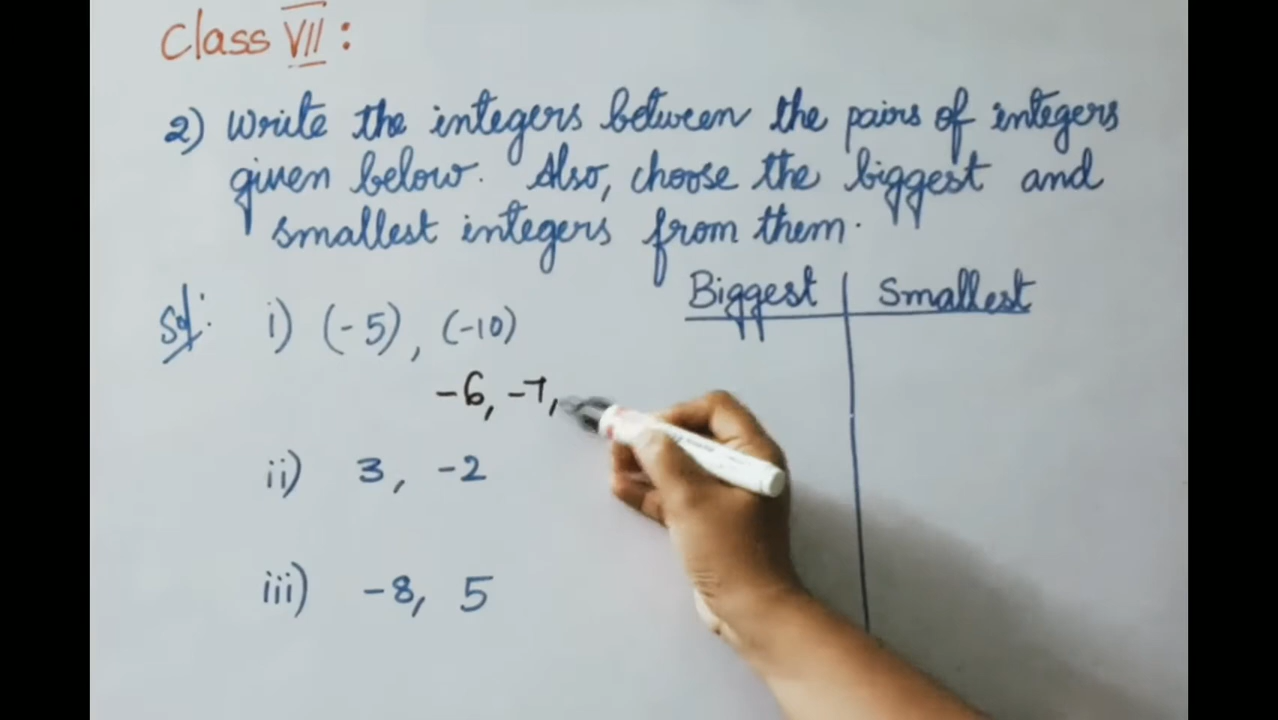 Class VII:
2) Write the integers between the pairs of integers
given below. Also, choose the biggest and
smallest integers from them.
Biggest Smallest
Sol: i) (-5), (-10)
-6, -7,
ii) 3, -2
iii) -8, 5